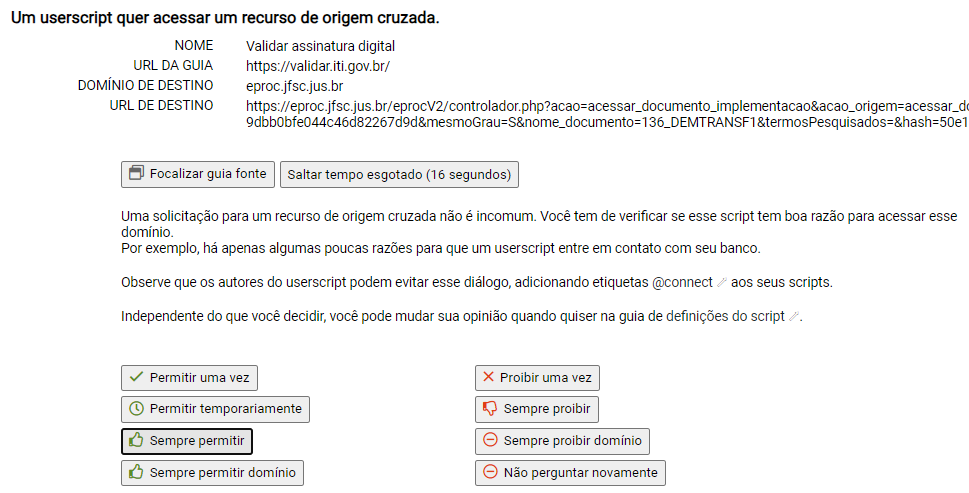 Um userscript quer acessar um recurso de origem cruzada.
NOME Validar assinatura digital
URL DA GUIA https://validar.iti.gov.br/
DOMÍNIO DE DESTINO eproc.jfsc.jus.br
URL DE DESTINO https://eproc.jfsc.jus.br/eprocV2/controlador.php?acao=acessar_documento_implementacao&acao_origem=acessar_do
9dbb0bfe044c46d82267d9d&mesmoGrau=S&nome_documento=136_DEMTRANSF1&termosPesquisados=&hash=50e1
Focalizar guia fonte Saltar tempo esgotado (16 segundos)
Uma solicitação para um recurso de origem cruzada não é incomum. Você tem de verificar se esse script tem boa razão para acessar esse
domínio.
Por exemplo, há apenas algumas poucas razões para que um userscript entre em contato com seu banco.
Observe que os autores do userscript podem evitar esse diálogo, adicionando etiquetas @connect aos seus scripts.
Independente do que você decidir, você pode mudar sua opinião quando quiser na guia de definições do script.
Permitir uma vez Proibir uma vez
Permitir temporariamente Sempre proibir
Sempre permitir Sempre proibir domínio
Sempre permitir domínio Não perguntar novamente